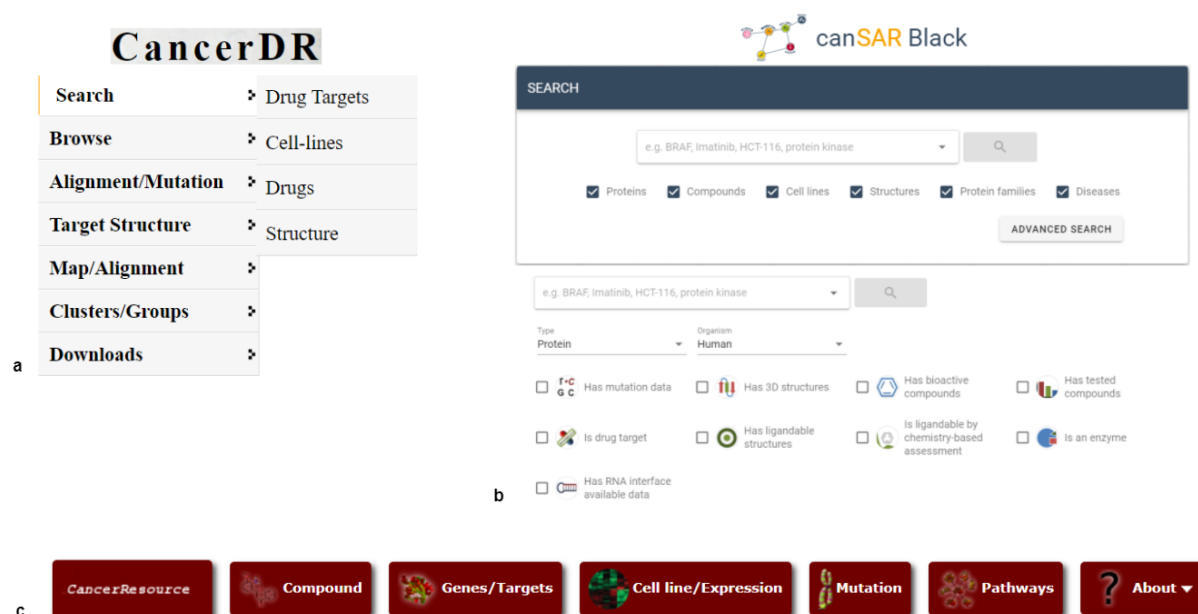 CancerDR
Search
Drug Targets
Browse
Cell-lines
Alignment/Mutation
Drugs
Target Structure
Structure
Map/Alignment
Clusters/Groups
Downloads
a
canSAR Black
SEARCH
e.g. BRAF, Imatinib, HCT-116, protein kinase
Proteins Compounds Cell lines Structures Protein families Diseases
ADVANCED SEARCH
e.g. BRAF, Imatinib, HCT-116, protein kinase
Type Organism
Protein Human
Has mutation data
Has 3D structures
Has bioactive
compounds
Has tested
compounds
Is drug target
Has ligandable
structures
Is ligandable by
chemistry-based
assessment
Is an enzyme
Has RNA interface
available data
b
CancerResource Compound Genes/Targets Cell line/Expression Mutation Pathways ? About
c